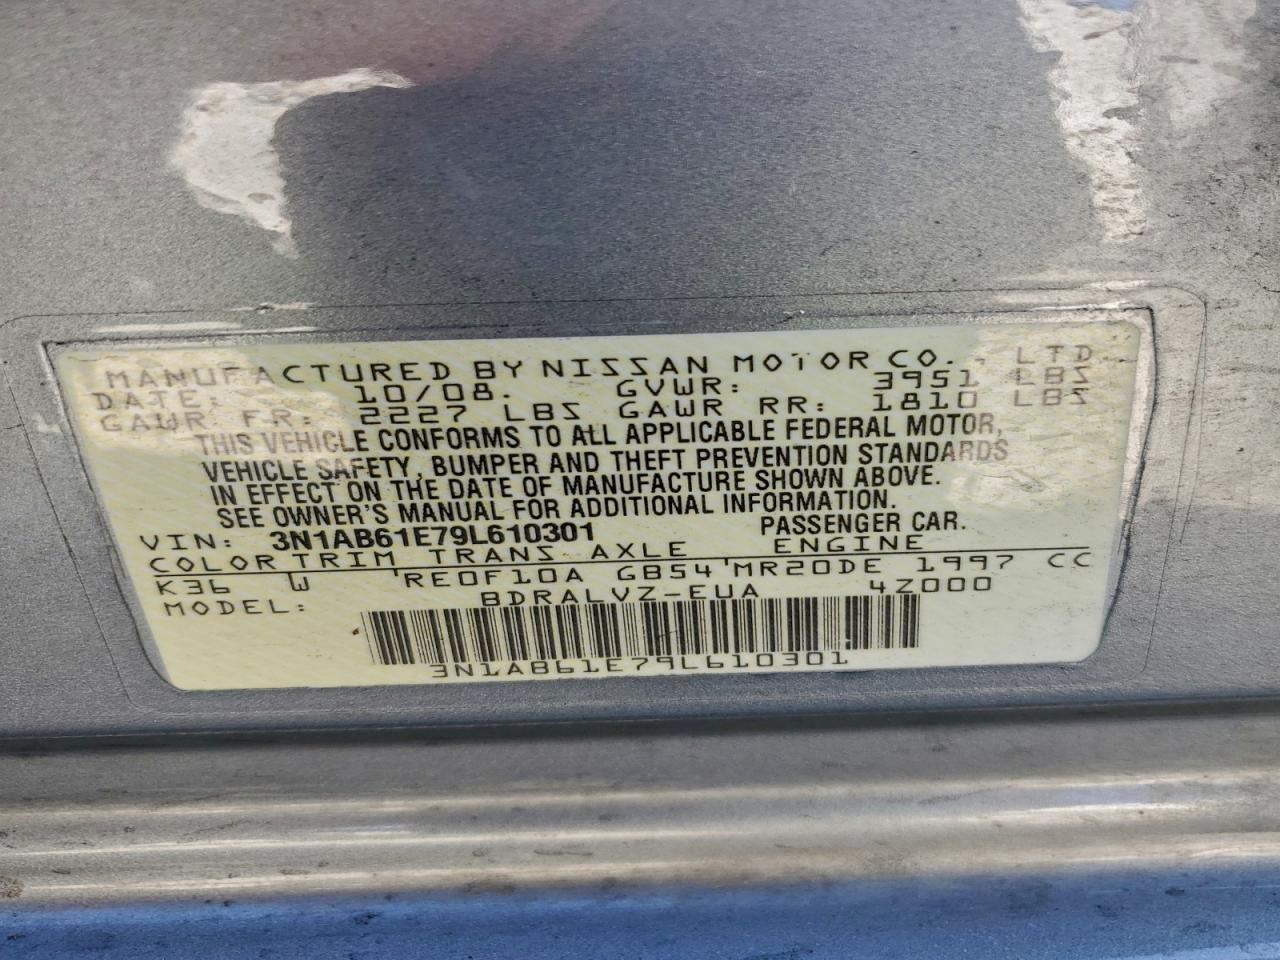 MANUFACTURED BY NISSAN MOTOR CO., LTD
DATE: 10/08. GVWR: 3951 LBS
GAWR FR: 2227 LBS GAWR RR: 1810 LBS
THIS VEHICLE CONFORMS TO ALL APPLICABLE FEDERAL MOTOR,
VEHICLE SAFETY, BUMPER AND THEFT PREVENTION STANDARDS
IN EFFECT ON THE DATE OF MANUFACTURE SHOWN ABOVE.
SEE OWNER'S MANUAL FOR ADDITIONAL INFORMATION.
VIN: 3N1AB61E79L610301 PASSENGER CAR.
COLOR TRIM TRANS AXLE ENGINE
K36 W 'RE0F10A GB54'MR20DE 1997 CC
MODEL: BDRALVZ-EUA 4Z000
3N1AB61E79L610301